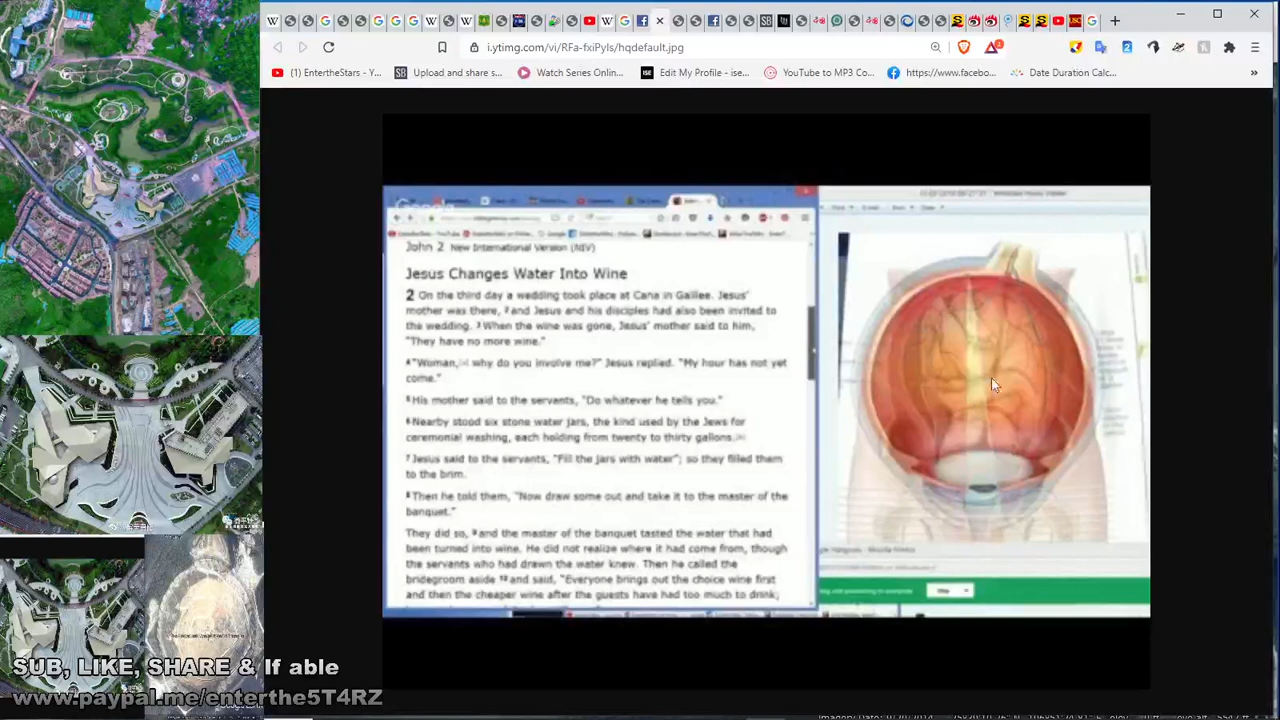 i.ytimg.com/vi/RFa-fxiPyls/hqdefault.jpg
(1) EntertheStars - Y...
Upload and share s...
Watch Series Onlin...
Edit My Profile - ise...
YouTube to MP3 Co...
https://www.facebo...
Date Duration Calc...
John 2 New International Version (NIV)
Jesus Changes Water Into Wine
2 On the third day a wedding took place at Cana in Galilee. Jesus'
mother was there, 2 and Jesus and his disciples had also been invited to
the wedding. 3 When the wine was gone, Jesus' mother said to him,
"They have no more wine."
4 "Woman, why do you involve me?" Jesus replied. "My hour has not yet
come."
5 His mother said to the servants, "Do whatever he tells you."
6 Nearby stood six stone water jars, the kind used by the Jews for
ceremonial washing, each holding from twenty to thirty gallons.
7 Jesus said to the servants, "Fill the jars with water"; so they filled them
to the brim.
8 Then he told them, "Now draw some out and take it to the master of the
banquet."
They did so, 9 and the master of the banquet tasted the water that had
been turned into wine. He did not realize where it had come from, though
the servants who had drawn the water knew. Then he called the
bridegroom aside 10 and said, "Everyone brings out the choice wine first
and then the cheaper wine after the guests have had too much to drink;
SUB, LIKE, SHARE & If able
www.paypal.me/enterthe5T4RZ